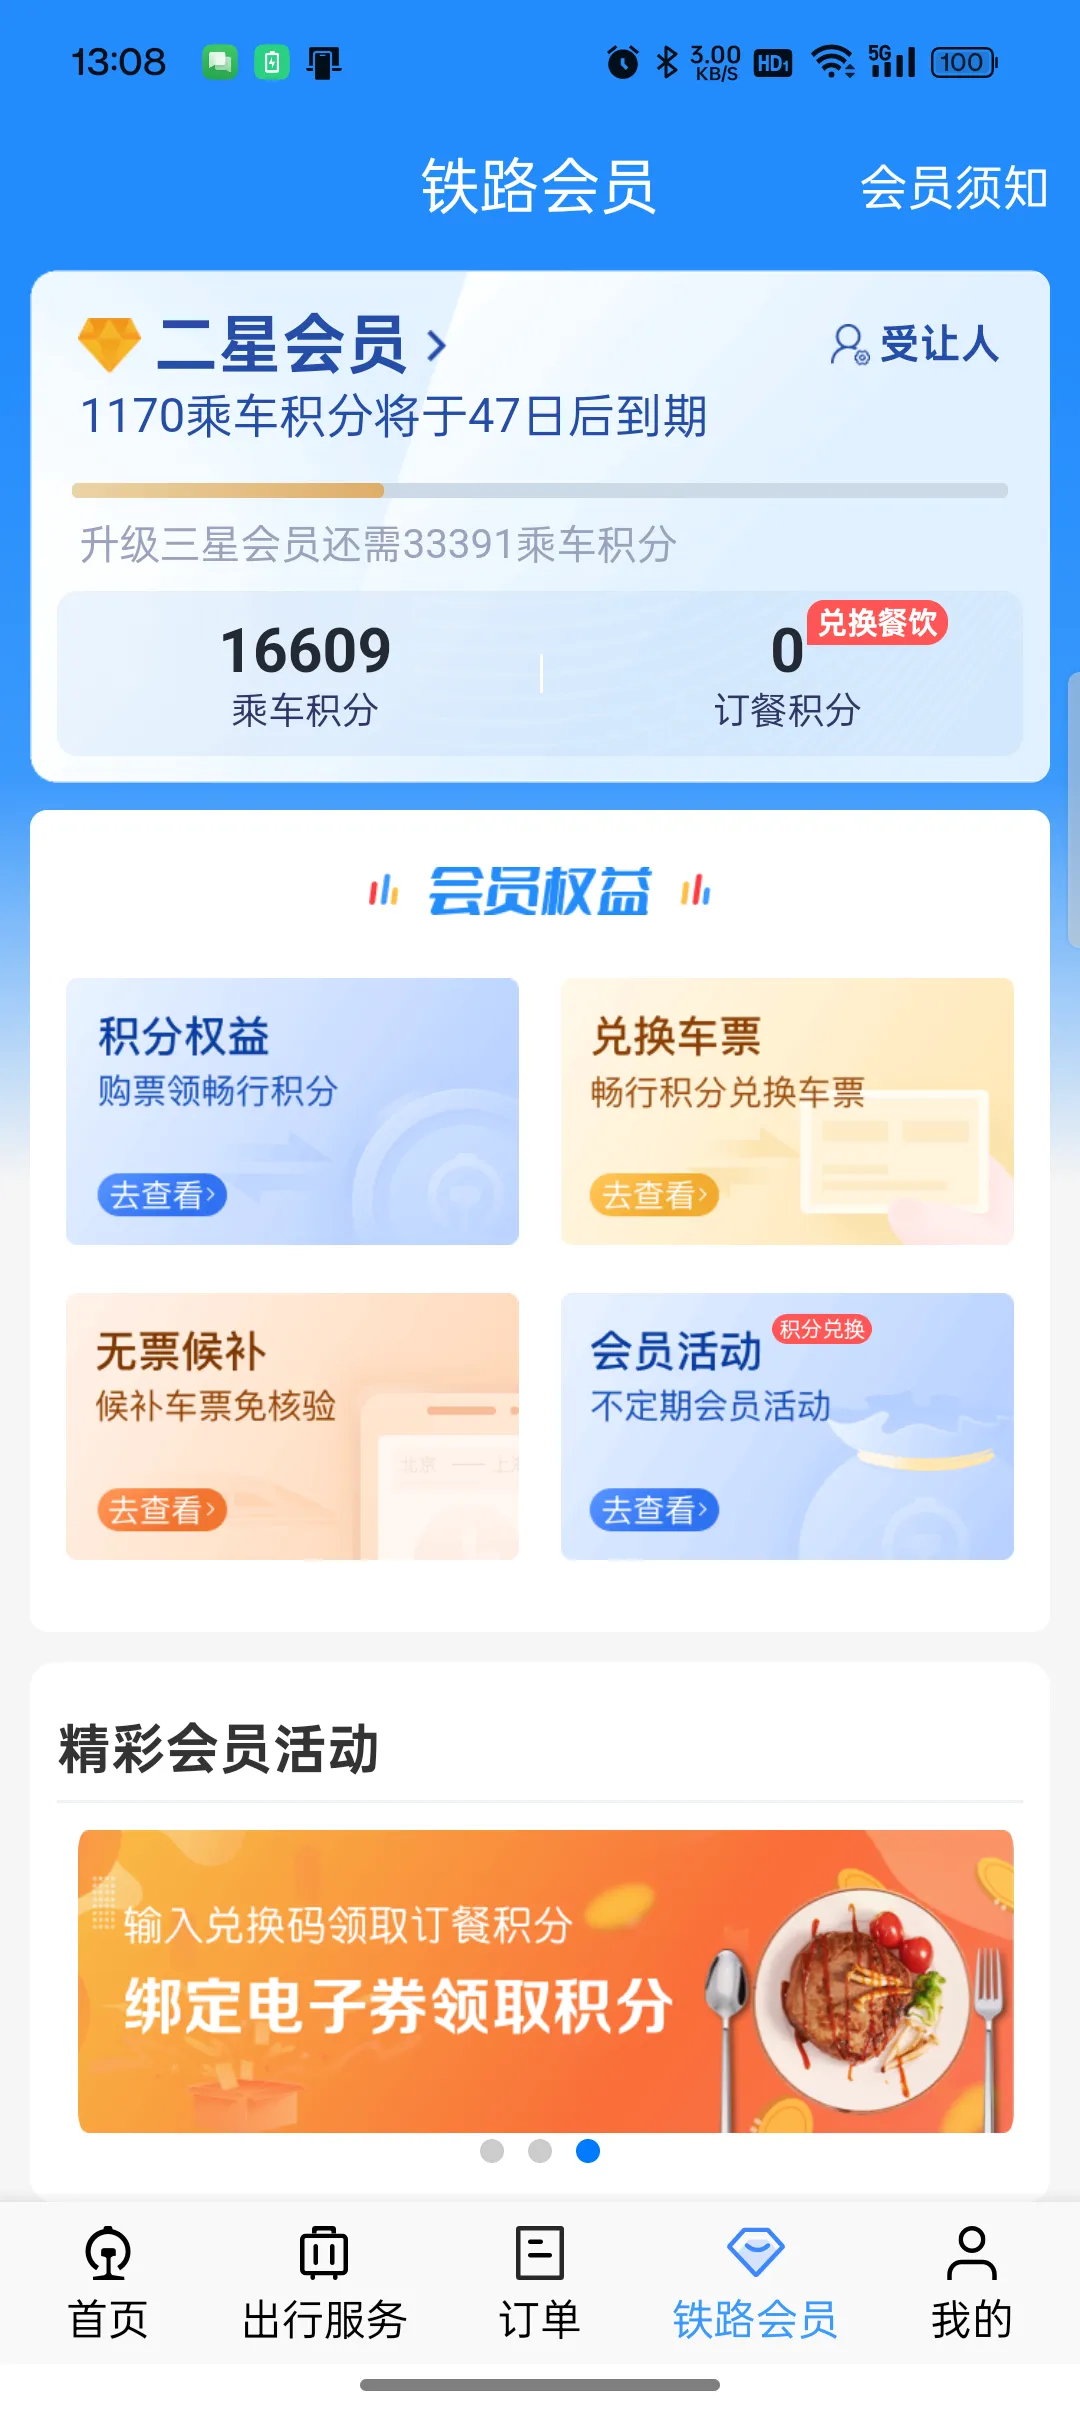 13:08
3.00
KB/S
HD1
5G
100
铁路会员
会员须知
二星会员
受让人
1170乘车积分将于47日后到期
升级三星会员还需33391乘车积分
16609
乘车积分
0
兑换餐饮
订餐积分
会员权益
积分权益
购票领畅行积分
去查看
兑换车票
畅行积分兑换车票
去查看
无票候补
候补车票免核验
北京 —— 上海
去查看
会员活动
积分兑换
不定期会员活动
去查看
精彩会员活动
输入兑换码领取订餐积分
绑定电子券领取积分
首页
出行服务
订单
铁路会员
我的